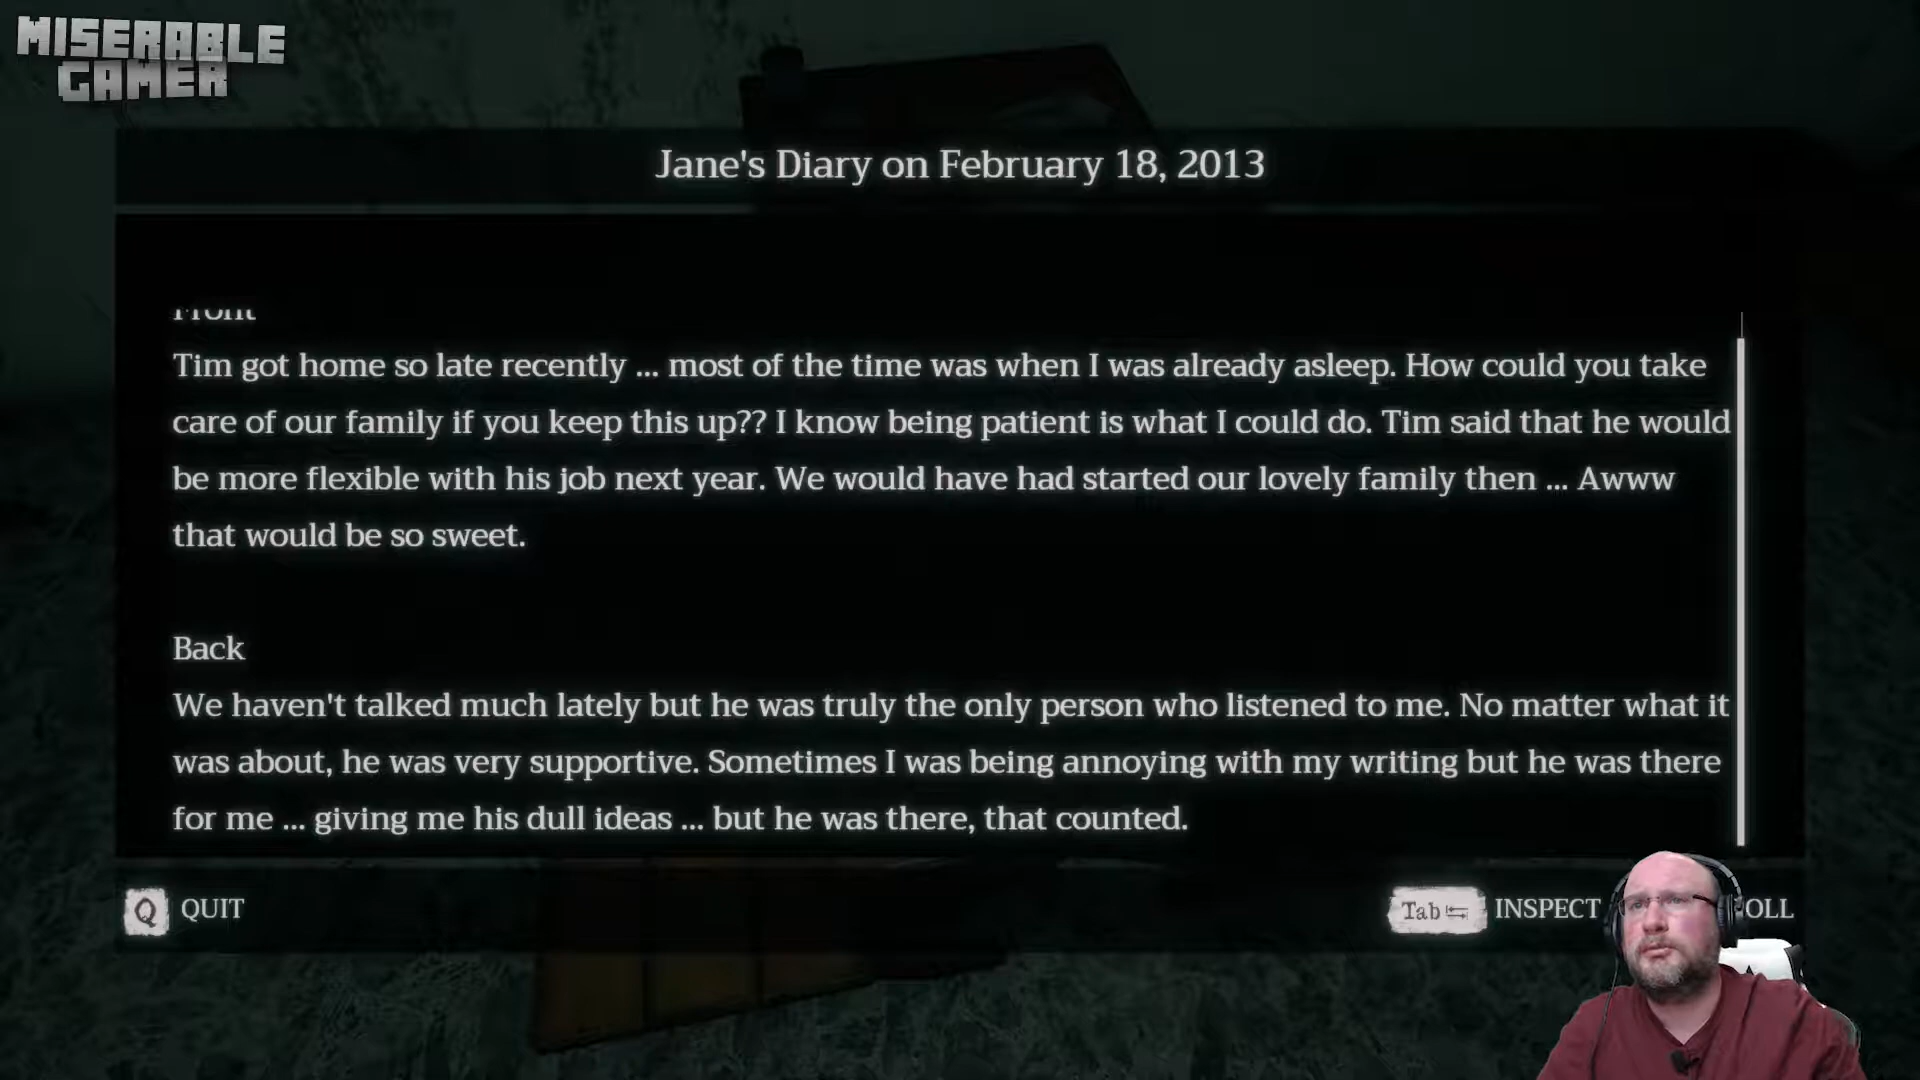 MISERABLE
GAMER
Jane's Diary on February 18, 2013
Front
Tim got home so late recently ... most of the time was when I was already asleep. How could you take
care of our family if you keep this up?? I know being patient is what I could do. Tim said that he would
be more flexible with his job next year. We would have had started our lovely family then ... Awww
that would be so sweet.
Back
We haven't talked much lately but he was truly the only person who listened to me. No matter what it
was about, he was very supportive. Sometimes I was being annoying with my writing but he was there
for me ... giving me his dull ideas ... but he was there, that counted.
Q QUIT
Tab INSPECT OLL